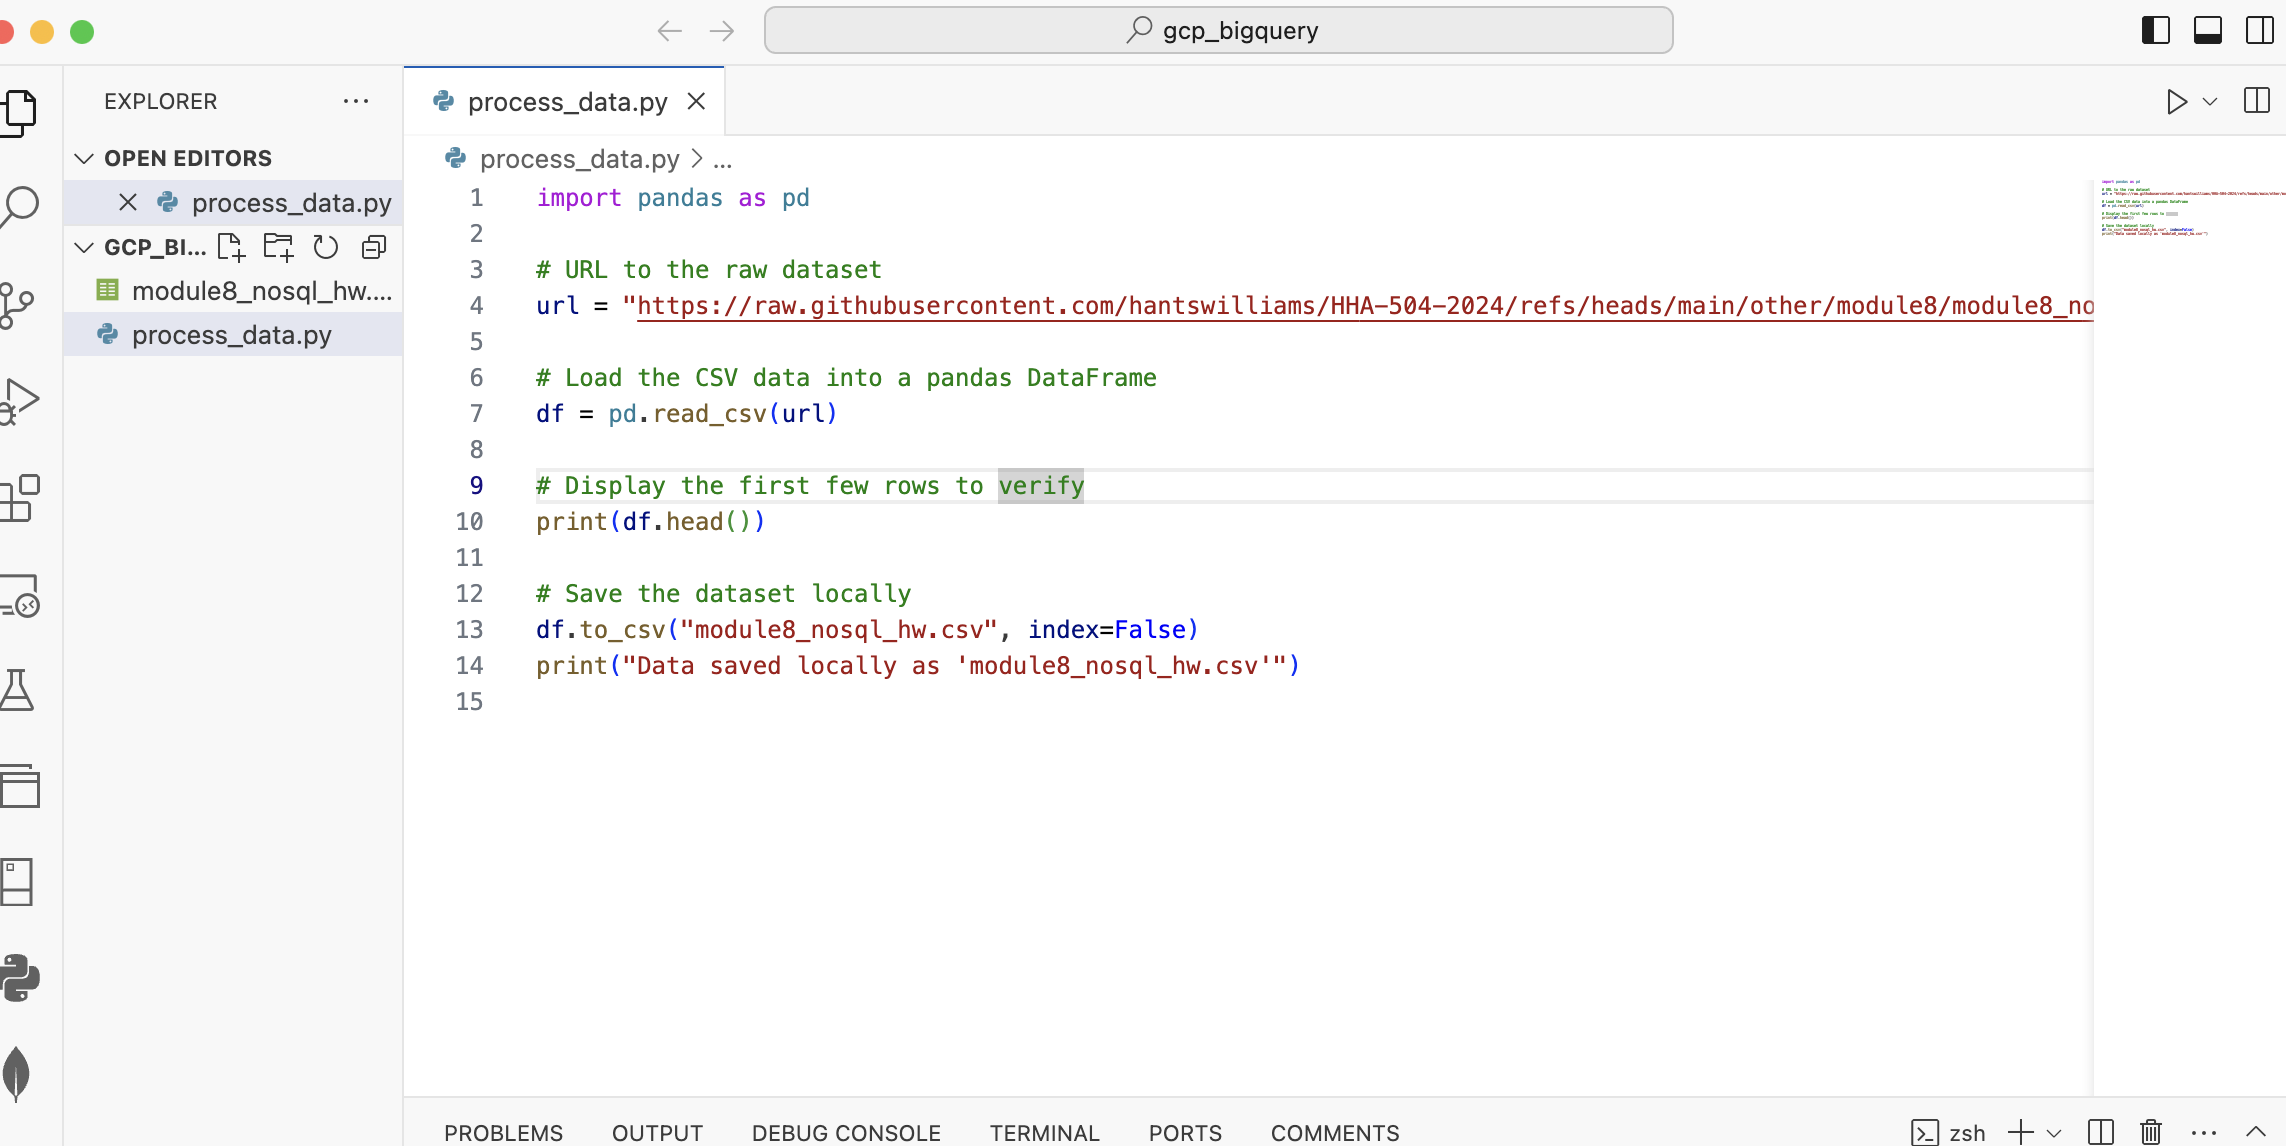 gcp_bigquery
EXPLORER
process_data.py
OPEN EDITORS
process_data.py > ...
process_data.py
GCP_BI...
module8_nosql_hw....
process_data.py
1 import pandas as pd
2
3 # URL to the raw dataset
4 url = "https://raw.githubusercontent.com/hantswilliams/HHA-504-2024/refs/heads/main/other/module8/module8_no
5
6 # Load the CSV data into a pandas DataFrame
7 df = pd.read_csv(url)
8
9 # Display the first few rows to verify
10 print(df.head())
11
12 # Save the dataset locally
13 df.to_csv("module8_nosql_hw.csv", index=False)
14 print("Data saved locally as 'module8_nosql_hw.csv'")
15
PROBLEMS OUTPUT DEBUG CONSOLE TERMINAL PORTS COMMENTS zsh